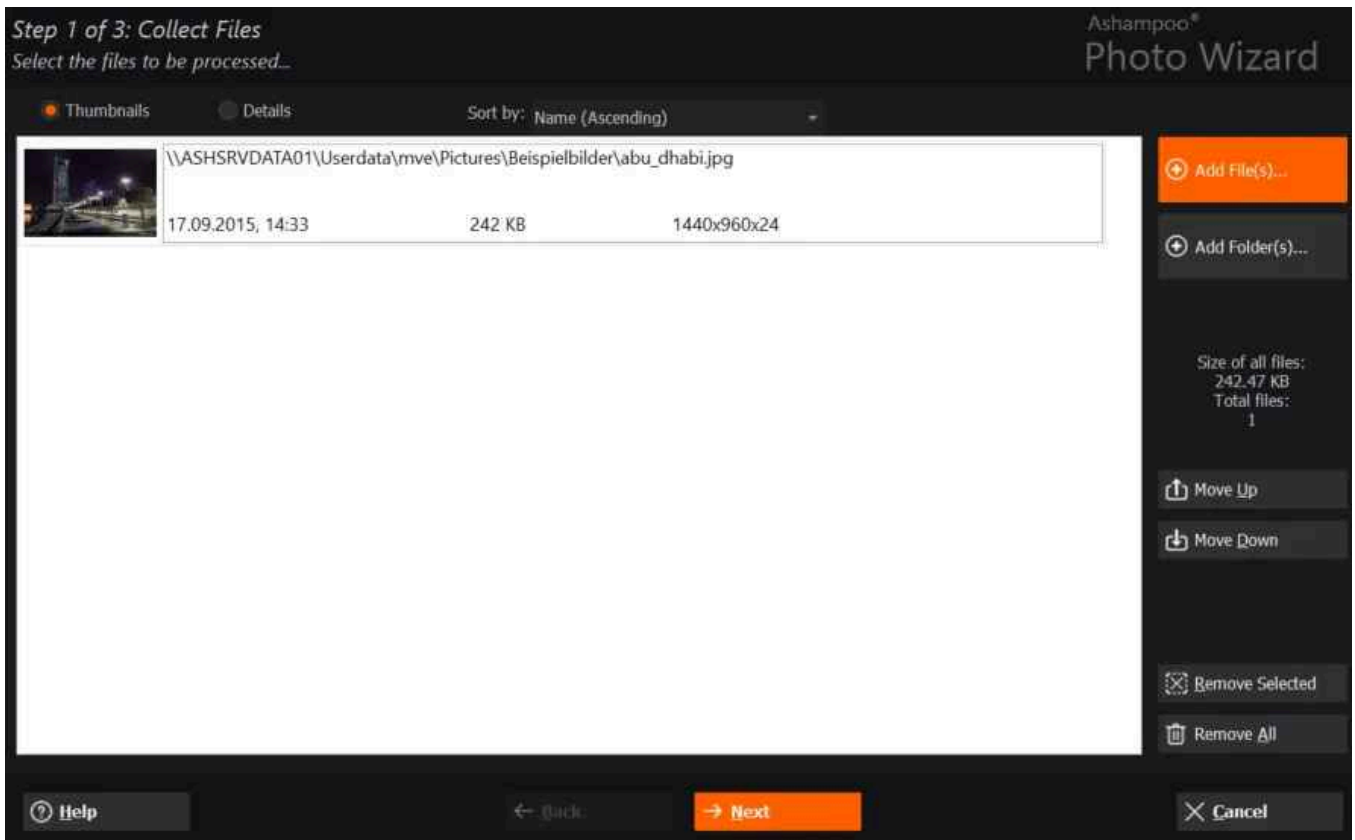 Step 1 of 3: Collect Files
Select the files to be processed...
Ashampoo®
Photo Wizard
Thumbnails
Details
Sort by: Name (Ascending)
\\ASHSRVDATA01\Userdata\mve\Pictures\Beispielbilder\abu_dhabi.jpg
17.09.2015, 14:33 242 KB 1440x960x24
Add File(s)...
Add Folder(s)...
Size of all files:
242.47 KB
Total files:
1
Move Up
Move Down
Remove Selected
Remove All
Help
Back
Next
Cancel